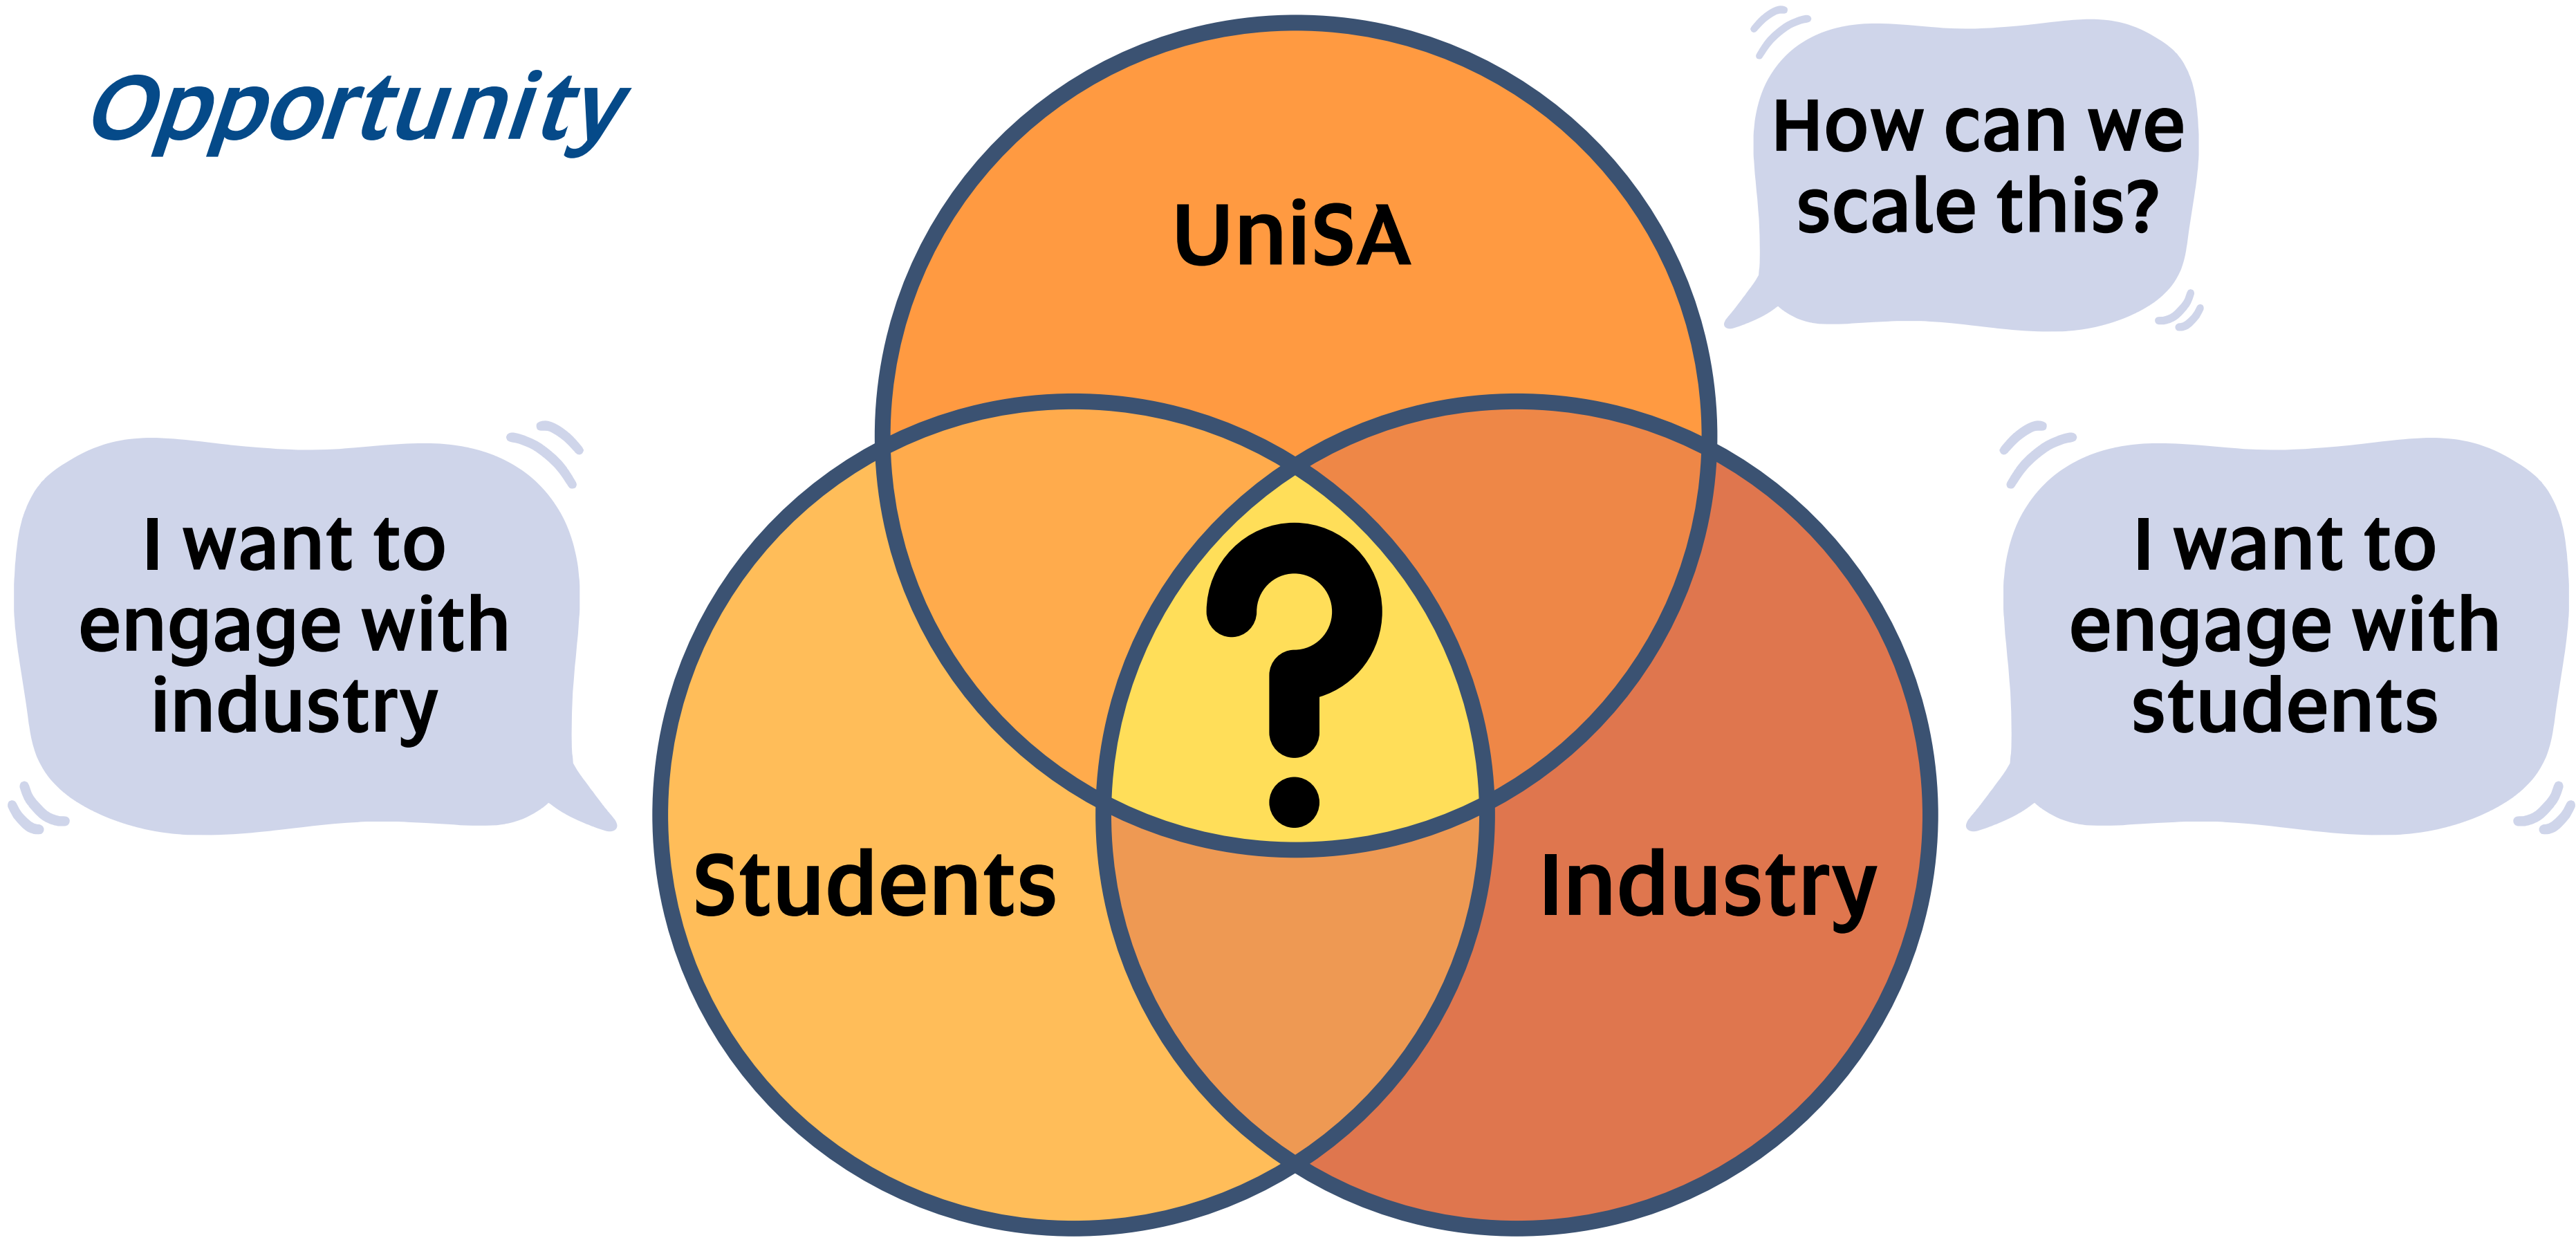 Opportunity
UniSA
How can we
scale this?
I want to
engage with
industry
?
I want to
engage with
students
Students
Industry